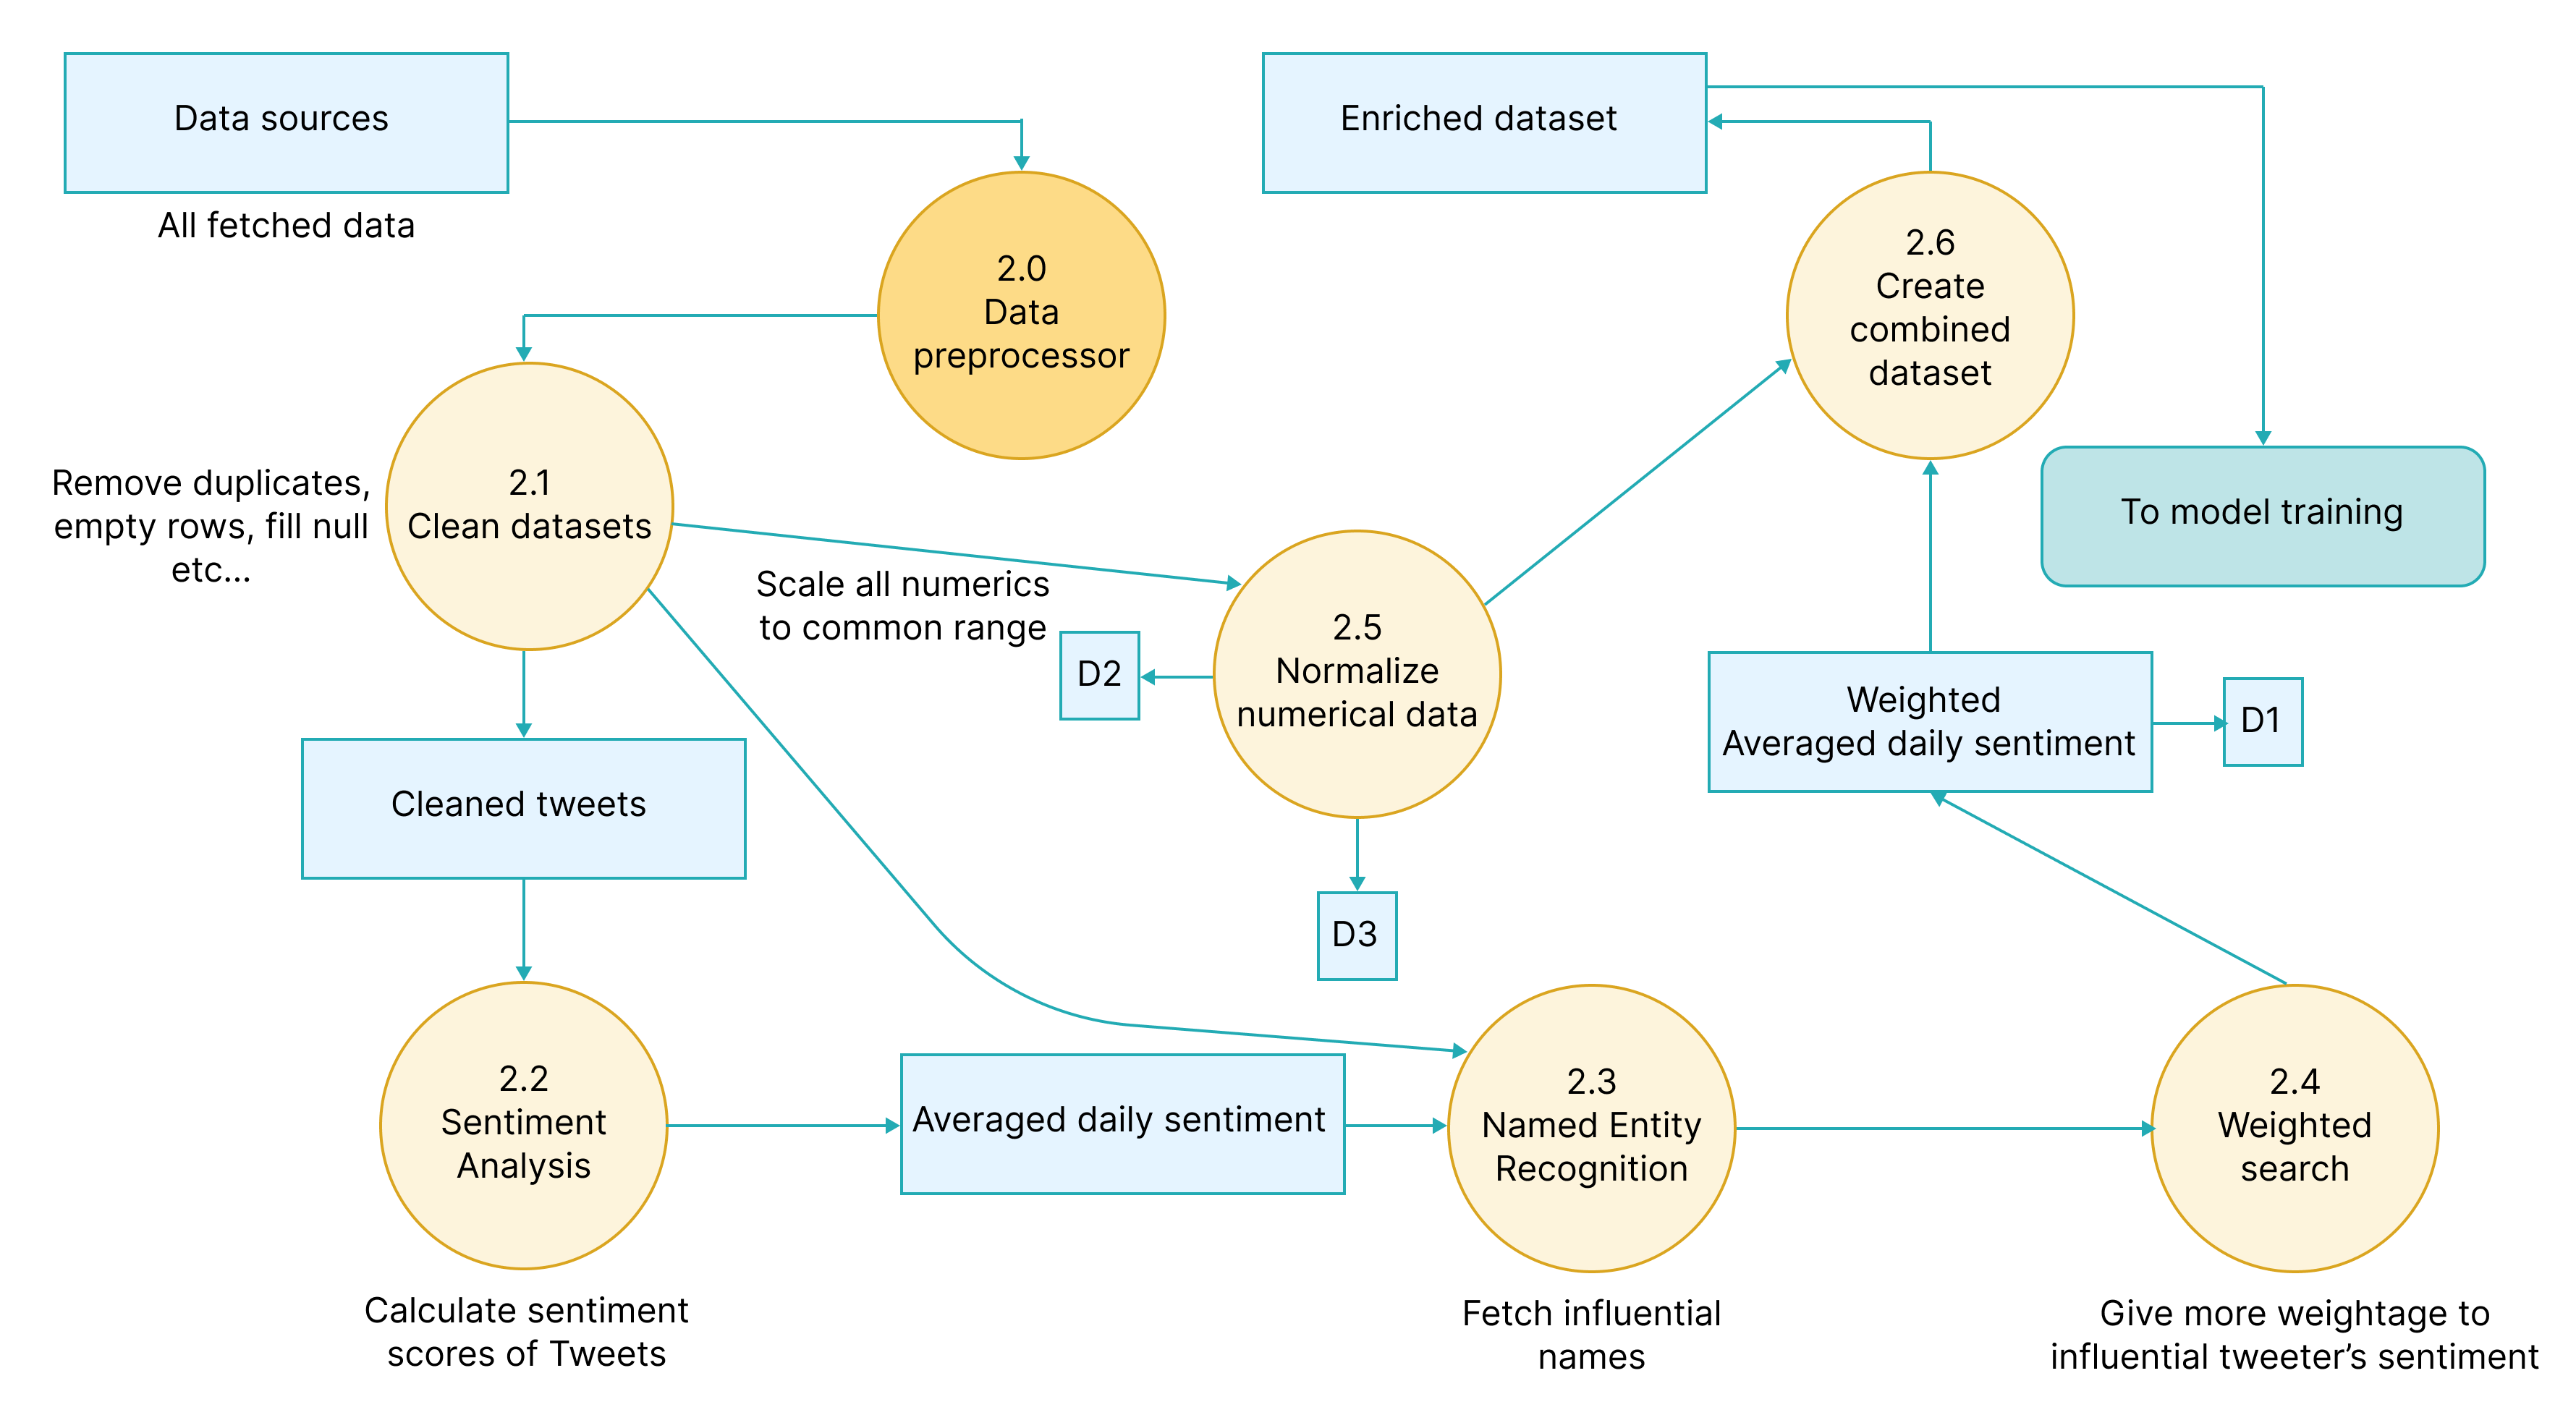 Data sources
All fetched data
Enriched dataset
2.0
Data
preprocessor
2.6
Create
combined
dataset
Remove duplicates,
empty rows, fill null
etc...
2.1
Clean datasets
To model training
Scale all numerics
to common range
D2
2.5
Normalize
numerical data
Weighted
Averaged daily sentiment
D1
Cleaned tweets
D3
2.2
Sentiment
Analysis
Averaged daily sentiment
2.3
Named Entity
Recognition
2.4
Weighted
search
Calculate sentiment
scores of Tweets
Fetch influential
names
Give more weightage to
influential tweeter’s sentiment